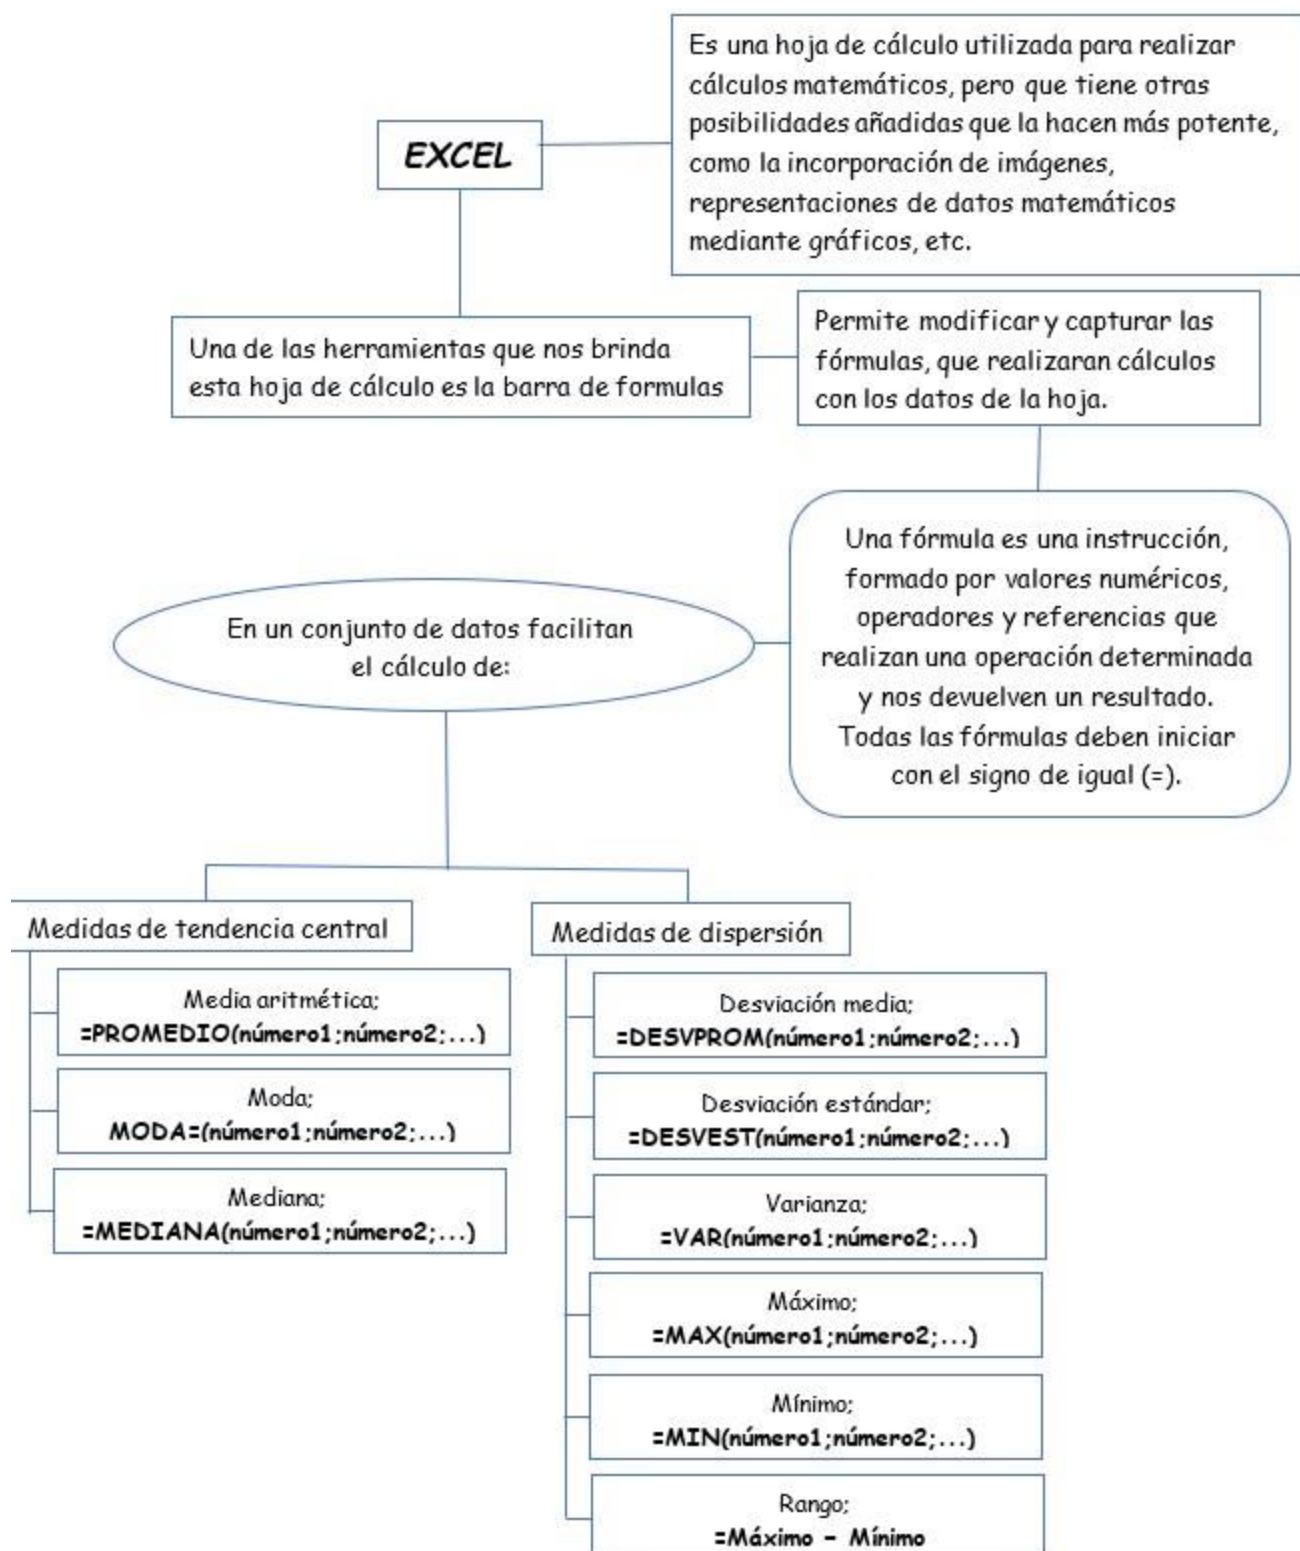 EXCEL
Es una hoja de cálculo utilizada para realizar
cálculos matemáticos, pero que tiene otras
posibilidades añadidas que la hacen más potente,
como la incorporación de imágenes,
representaciones de datos matemáticos
mediante gráficos, etc.
Una de las herramientas que nos brinda
esta hoja de cálculo es la barra de formulas
Permite modificar y capturar las
fórmulas, que realizaran cálculos
con los datos de la hoja.
Una fórmula es una instrucción,
formado por valores numéricos,
operadores y referencias que
realizan una operación determinada
y nos devuelven un resultado.
Todas las fórmulas deben iniciar
con el signo de igual (=).
En un conjunto de datos facilitan
el cálculo de:
Medidas de tendencia central
Media aritmética;
=PROMEDIO(número1;número2;...)
Moda;
MODA=(número1;número2;...)
Mediana;
=MEDIANA(número1;número2;...)
Medidas de dispersión
Desviación media;
=DESVPROM(número1;número2;...)
Desviación estándar;
=DESVEST(número1;número2;...)
Varianza;
=VAR(número1;número2;...)
Máximo;
=MAX(número1;número2;...)
Mínimo;
=MIN(número1;número2;...)
Rango;
=Máximo - Mínimo